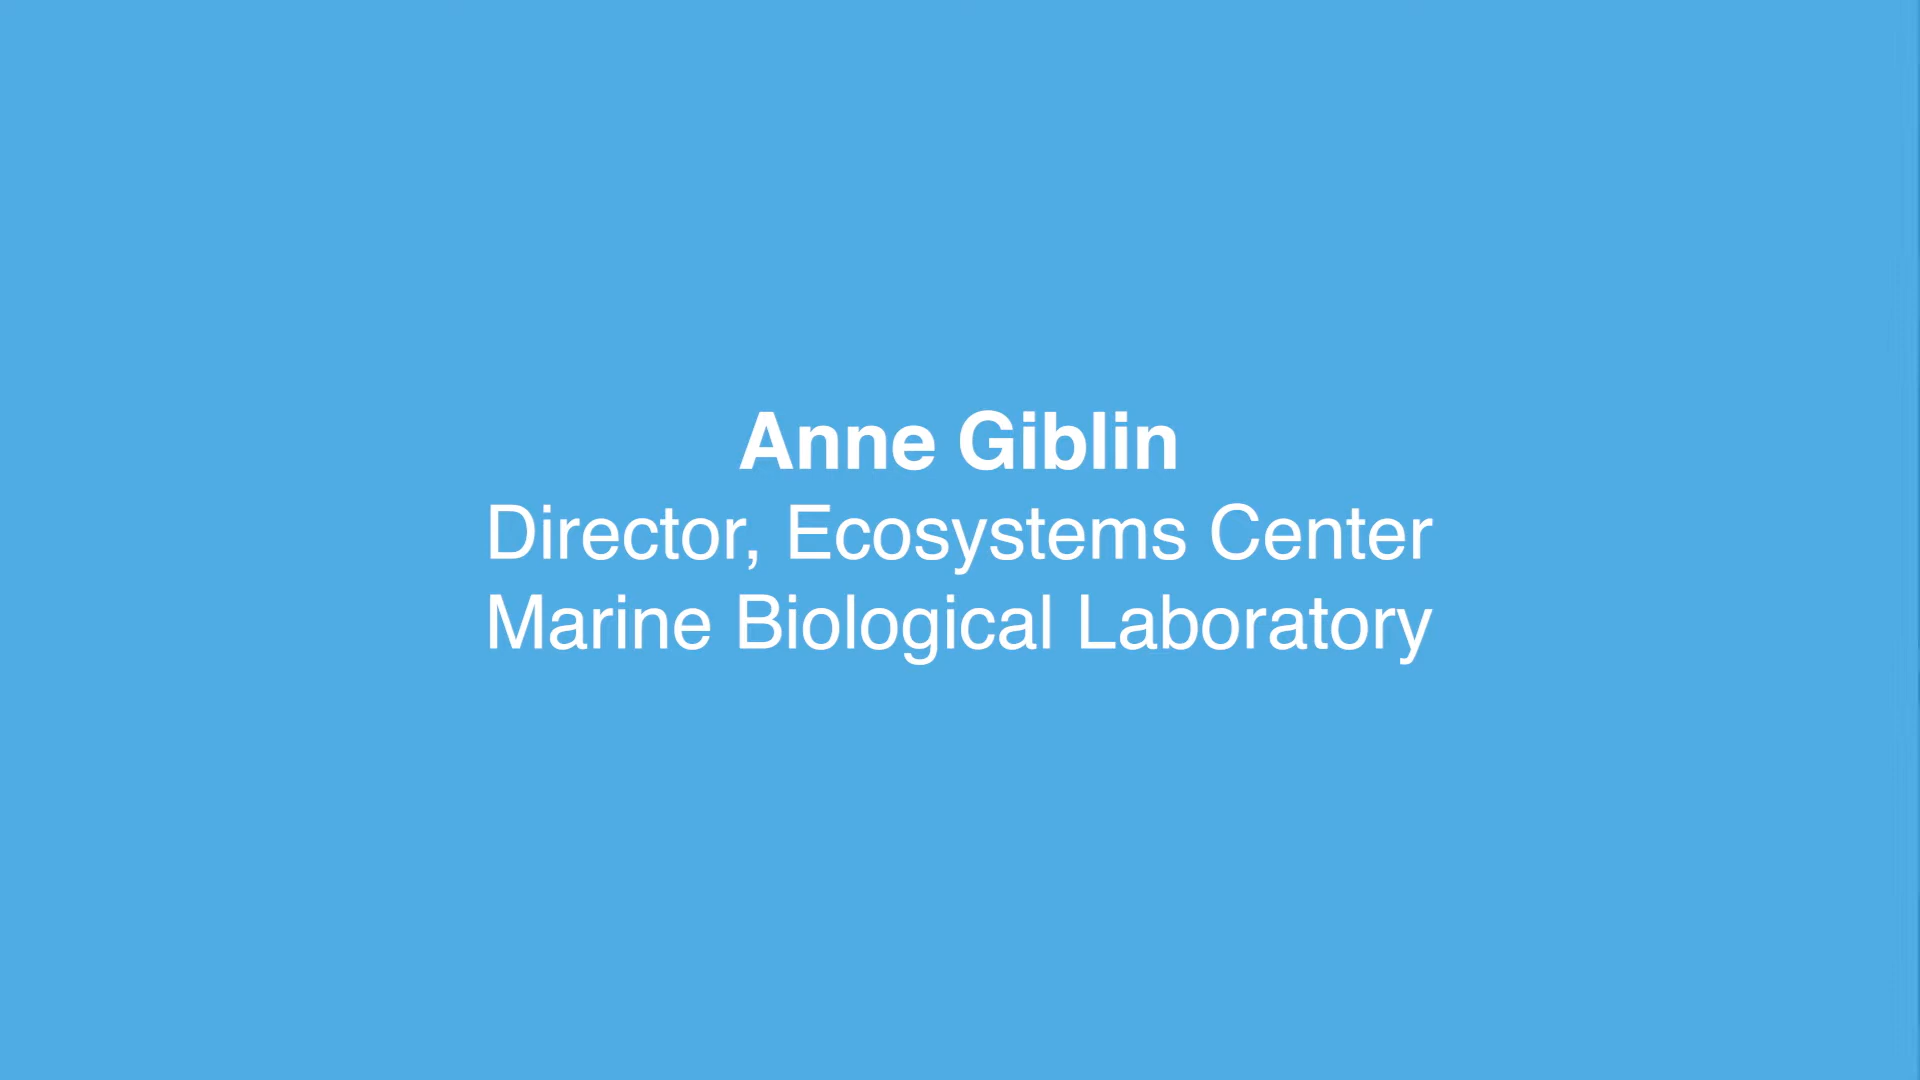 Anne Giblin
Director, Ecosystems Center
Marine Biological Laboratory